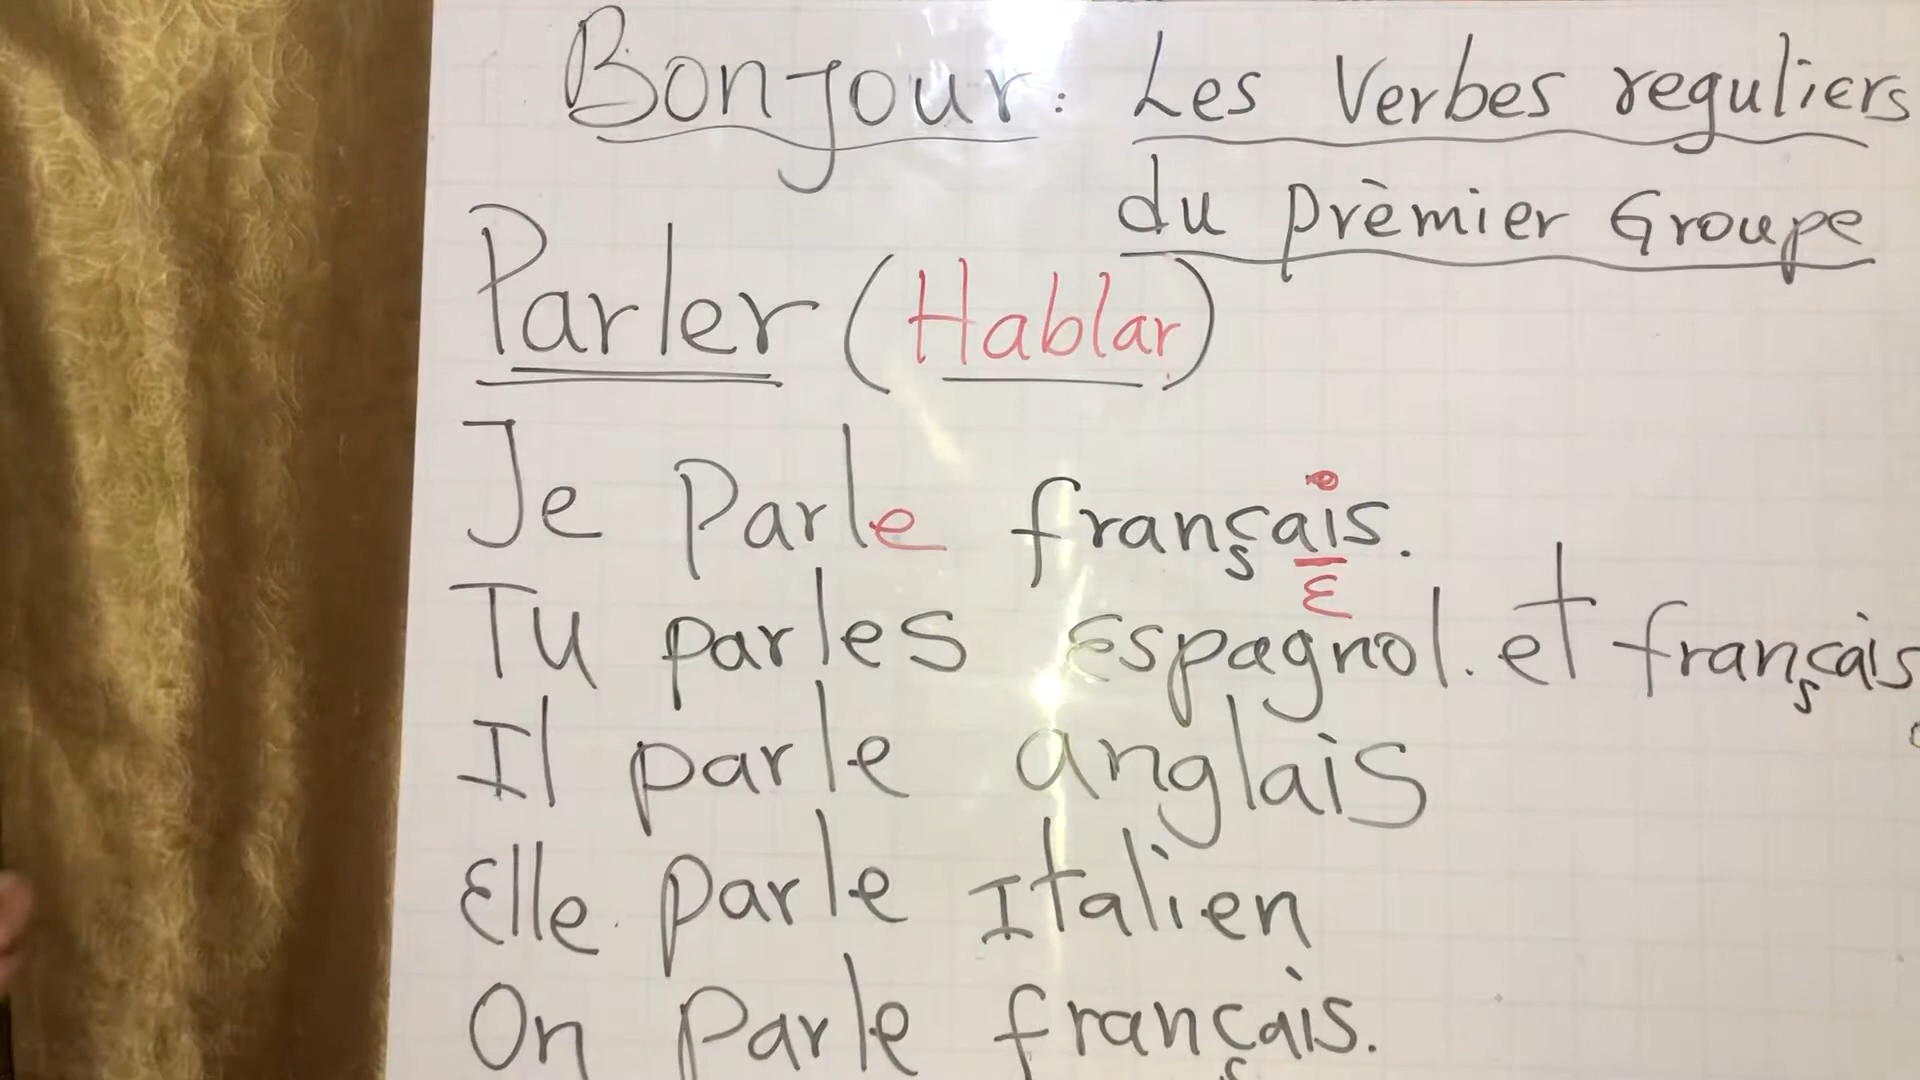 Bonjour: Les Verbes reguliers
du prèmier Groupe
Parler (Hablar)
Je Parle français.
ε
Tu parles Espagnol. et français
Il parle anglais
Elle parle Italien
On parle français.